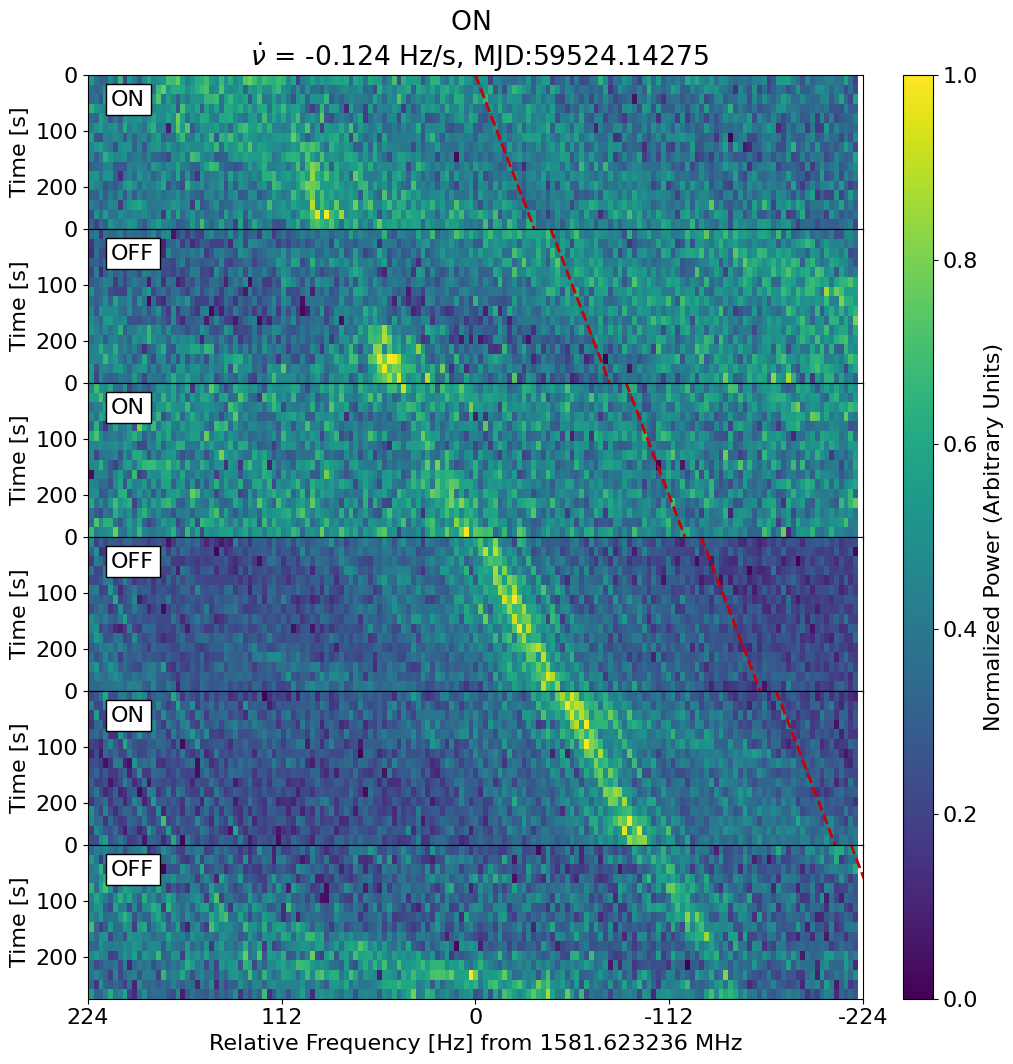 ON
ν̇ = -0.124 Hz/s, MJD:59524.14275
0
ON
100
Time [s]
200
0
OFF
100
Time [s]
200
0
ON
100
Time [s]
200
0
OFF
100
Time [s]
200
0
ON
100
Time [s]
200
0
OFF
100
Time [s]
200
224 112 0 -112 -224
Relative Frequency [Hz] from 1581.623236 MHz
1.0
0.8
0.6
0.4
0.2
0.0
Normalized Power (Arbitrary Units)